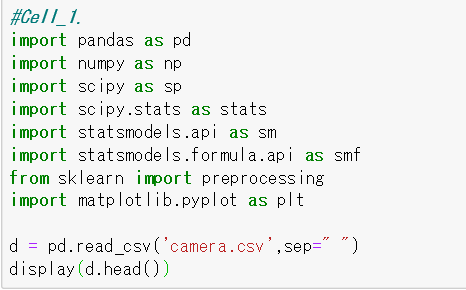 #Cell_1.
import pandas as pd
import numpy as np
import scipy as sp
import scipy.stats as stats
import statsmodels.api as sm
import statsmodels.formula.api as smf
from sklearn import preprocessing
import matplotlib.pyplot as plt
d = pd.read_csv('camera.csv',sep=" ")
display(d.head())